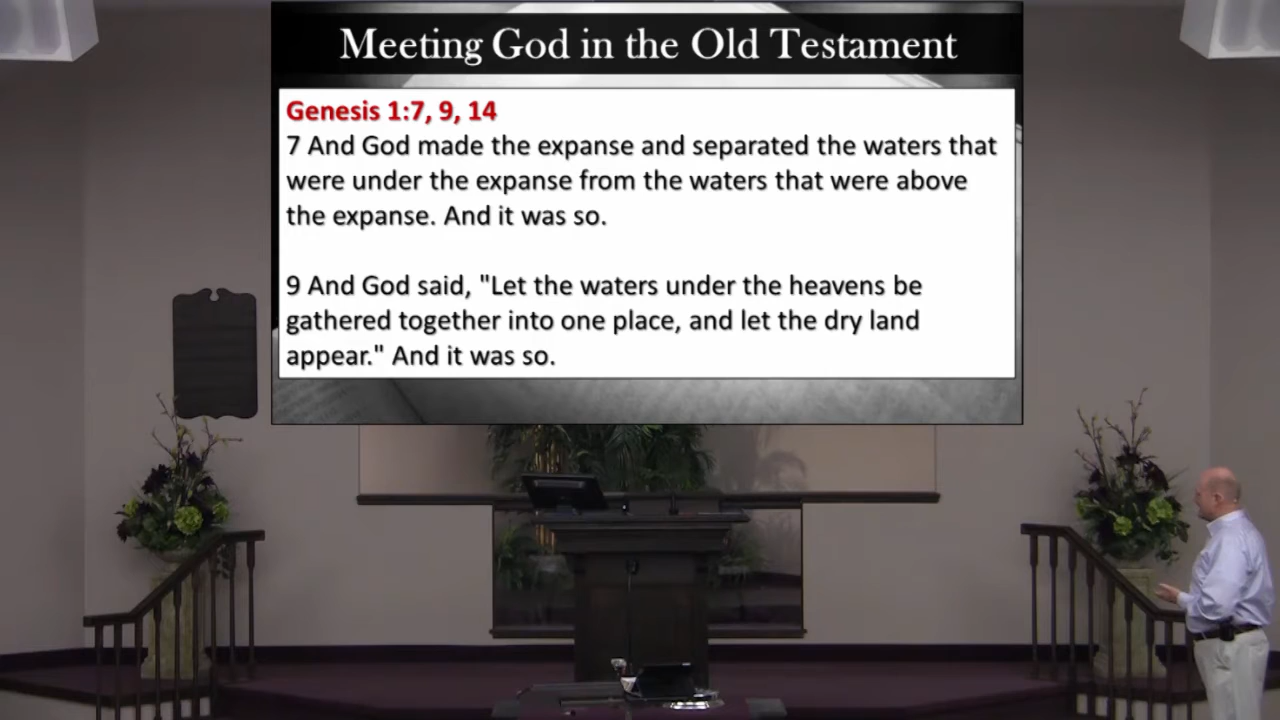 Meeting God in the Old Testament
Genesis 1:7, 9, 14
7 And God made the expanse and separated the waters that
were under the expanse from the waters that were above
the expanse. And it was so.
9 And God said, "Let the waters under the heavens be
gathered together into one place, and let the dry land
appear." And it was so.